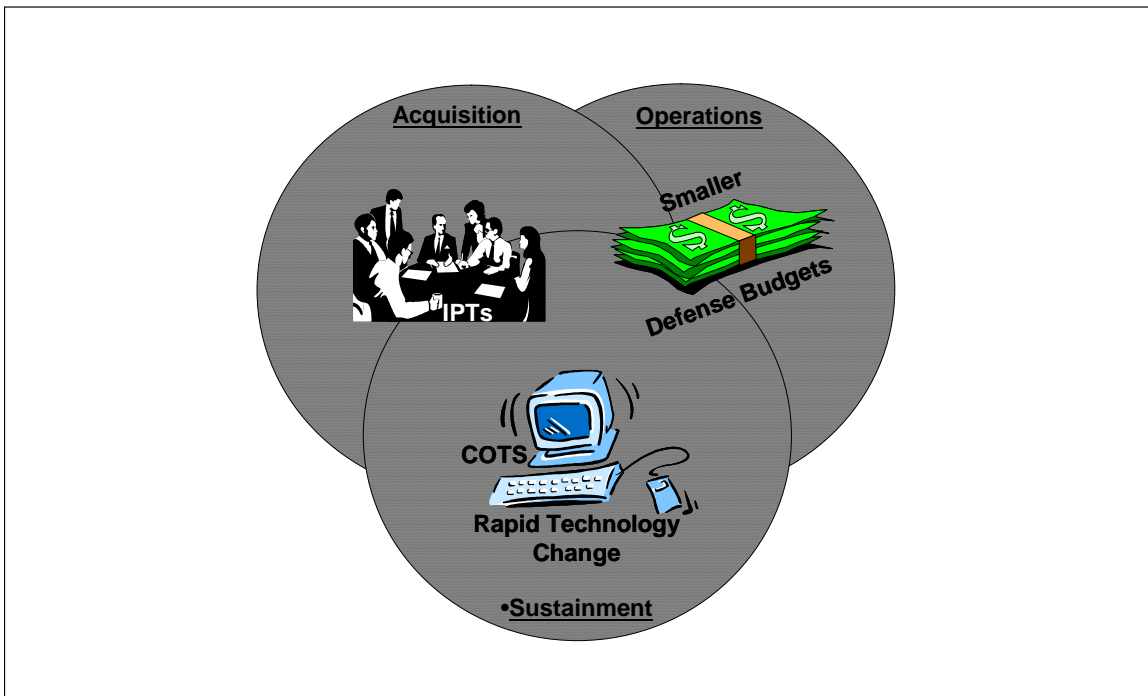 Acquisition
Operations
Smaller
$ $
Defense Budgets
IPTs
COTS
Rapid Technology
Change
•Sustainment